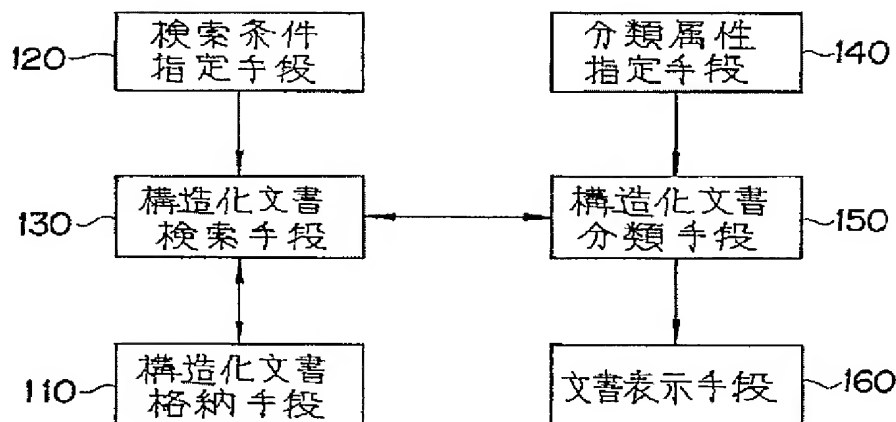 120
検索条件
指定手段
分類属性
指定手段
140
130
構造化文書
検索手段
構造化文書
分類手段
150
110
構造化文書
格納手段
文書表示手段
160